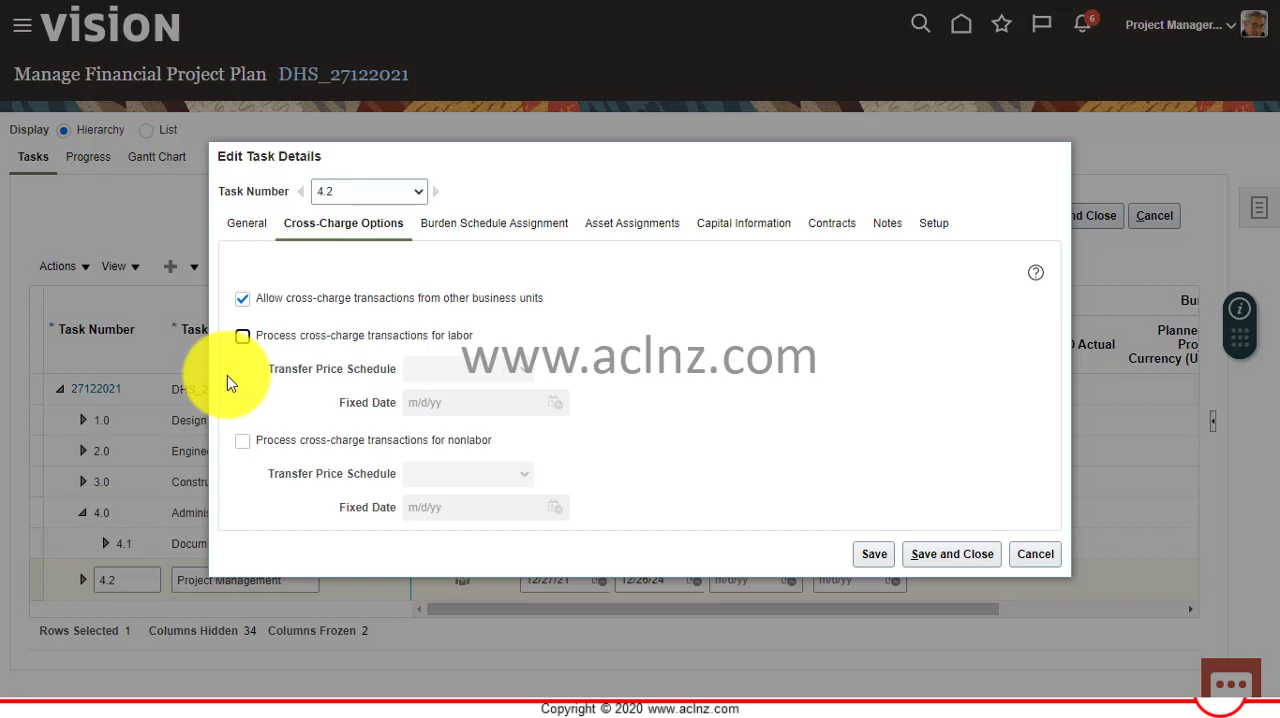 vision
6
Project Manager...
Manage Financial Project Plan DHS_27122021
Display Hierarchy List
Tasks Progress Gantt Chart
Edit Task Details
Task Number 4.2
nd Close Cancel
General Cross-Charge Options Burden Schedule Assignment Asset Assignments Capital Information Contracts Notes Setup
Actions View
Allow cross-charge transactions from other business units
* Task Number * Task
Process cross-charge transactions for labor
Actual
Planned
Currency (U
www.aclnz.com
Transfer Price Schedule
27122021 DHS_2
Fixed Date m/d/yy
1.0 Design
Process cross-charge transactions for nonlabor
2.0 Engine
Transfer Price Schedule
3.0 Constru
Fixed Date m/d/yy
4.0 Adminis
4.1 Docum
Save Save and Close Cancel
4.2 Project Management 12/27/21 12/26/24 m/d/yy m/d/yy
Rows Selected 1 Columns Hidden 34 Columns Frozen 2
Copyright © 2020 www.aclnz.com